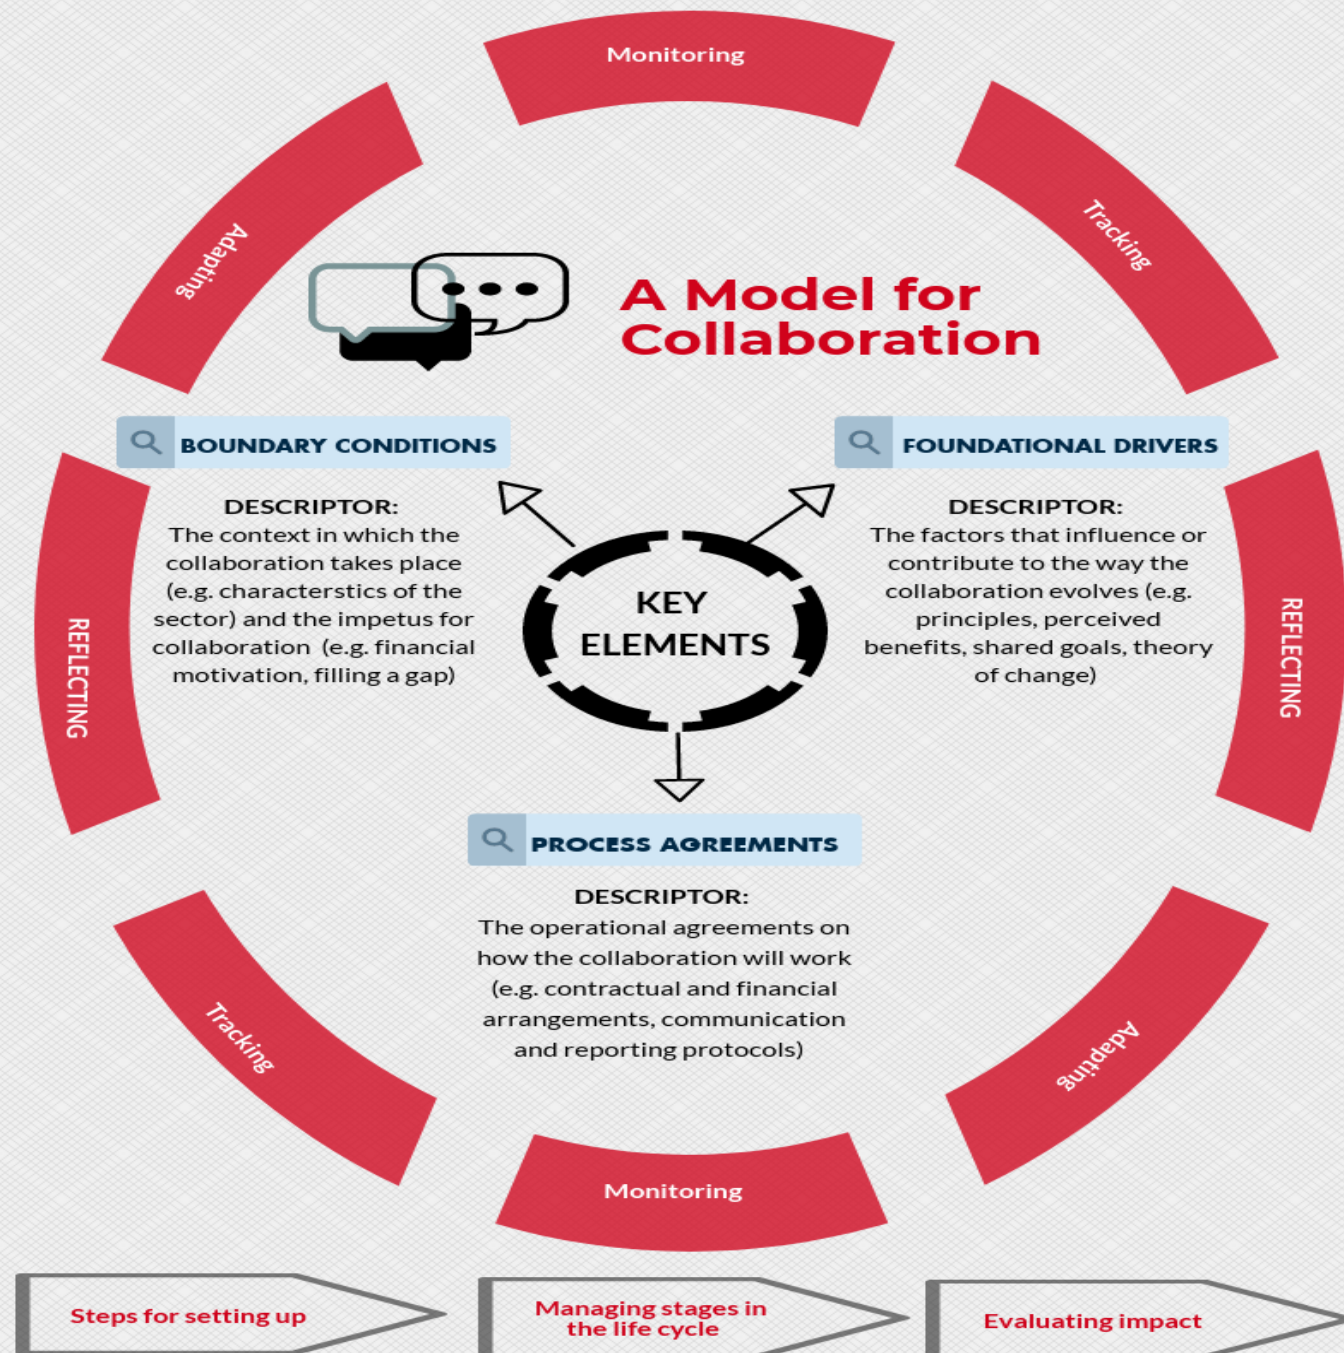 Monitoring
Adapting
Tracking
A Model for
Collaboration
BOUNDARY CONDITIONS
DESCRIPTOR:
The context in which the
collaboration takes place
(e.g. characterstics of the
sector) and the impetus for
collaboration (e.g. financial
motivation, filling a gap)
FOUNDATIONAL DRIVERS
DESCRIPTOR:
The factors that influence or
contribute to the way the
collaboration evolves (e.g.
principles, perceived
benefits, shared goals, theory
of change)
REFLECTING
KEY
ELEMENTS
REFLECTING
PROCESS AGREEMENTS
DESCRIPTOR:
The operational agreements on
how the collaboration will work
(e.g. contractual and financial
arrangements, communication
and reporting protocols)
Tracking
Adapting
Monitoring
Steps for setting up
Managing stages in
the life cycle
Evaluating impact